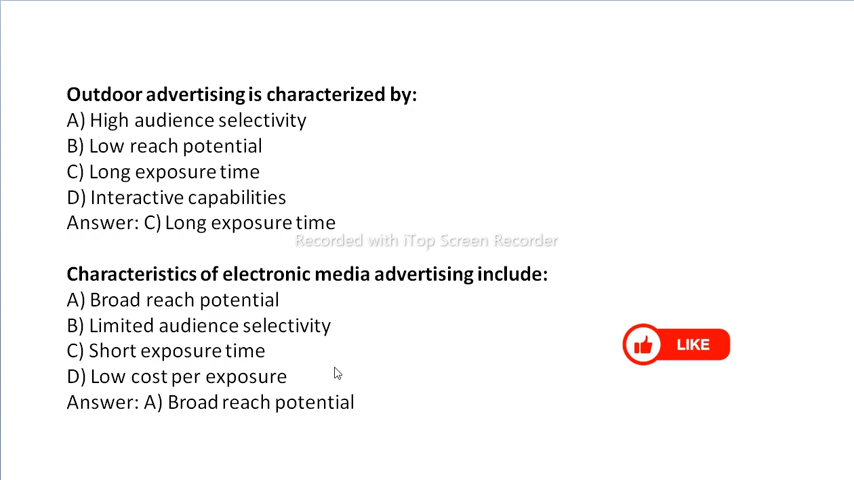 Outdoor advertising is characterized by:
A) High audience selectivity
B) Low reach potential
C) Long exposure time
D) Interactive capabilities
Answer: C) Long exposure time
Recorded with iTop Screen Recorder
Characteristics of electronic media advertising include:
A) Broad reach potential
B) Limited audience selectivity
LIKE
C) Short exposure time
D) Low cost per exposure
Answer: A) Broad reach potential